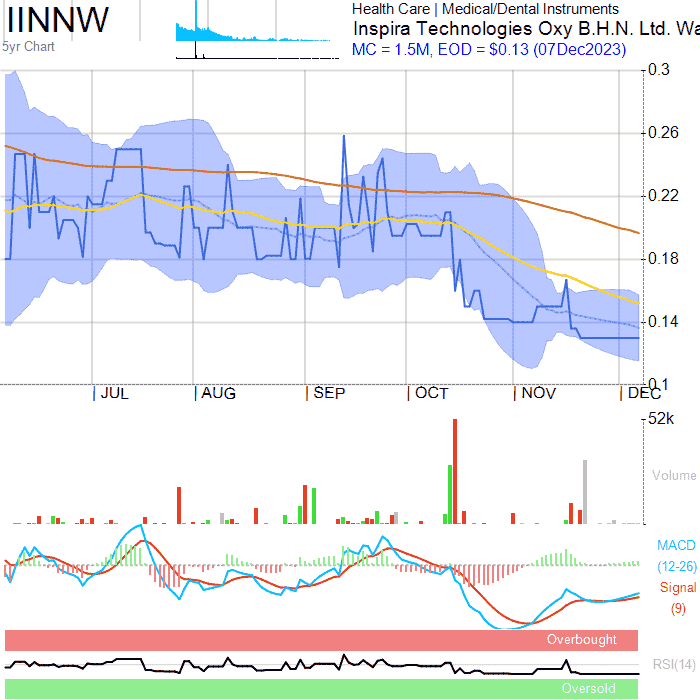 IINNW
5yr Chart
Health Care | Medical/Dental Instruments
Inspira Technologies Oxy B.H.N. Ltd. Wa
MC = 1.5M, EOD = $0.13 (07Dec2023)
0.3
0.26
0.22
0.18
0.14
0.1
JUL AUG SEP OCT NOV DEC
52k
Volume
MACD
(12-26)
Signal
(9)
Overbought
RSI(14)
Oversold